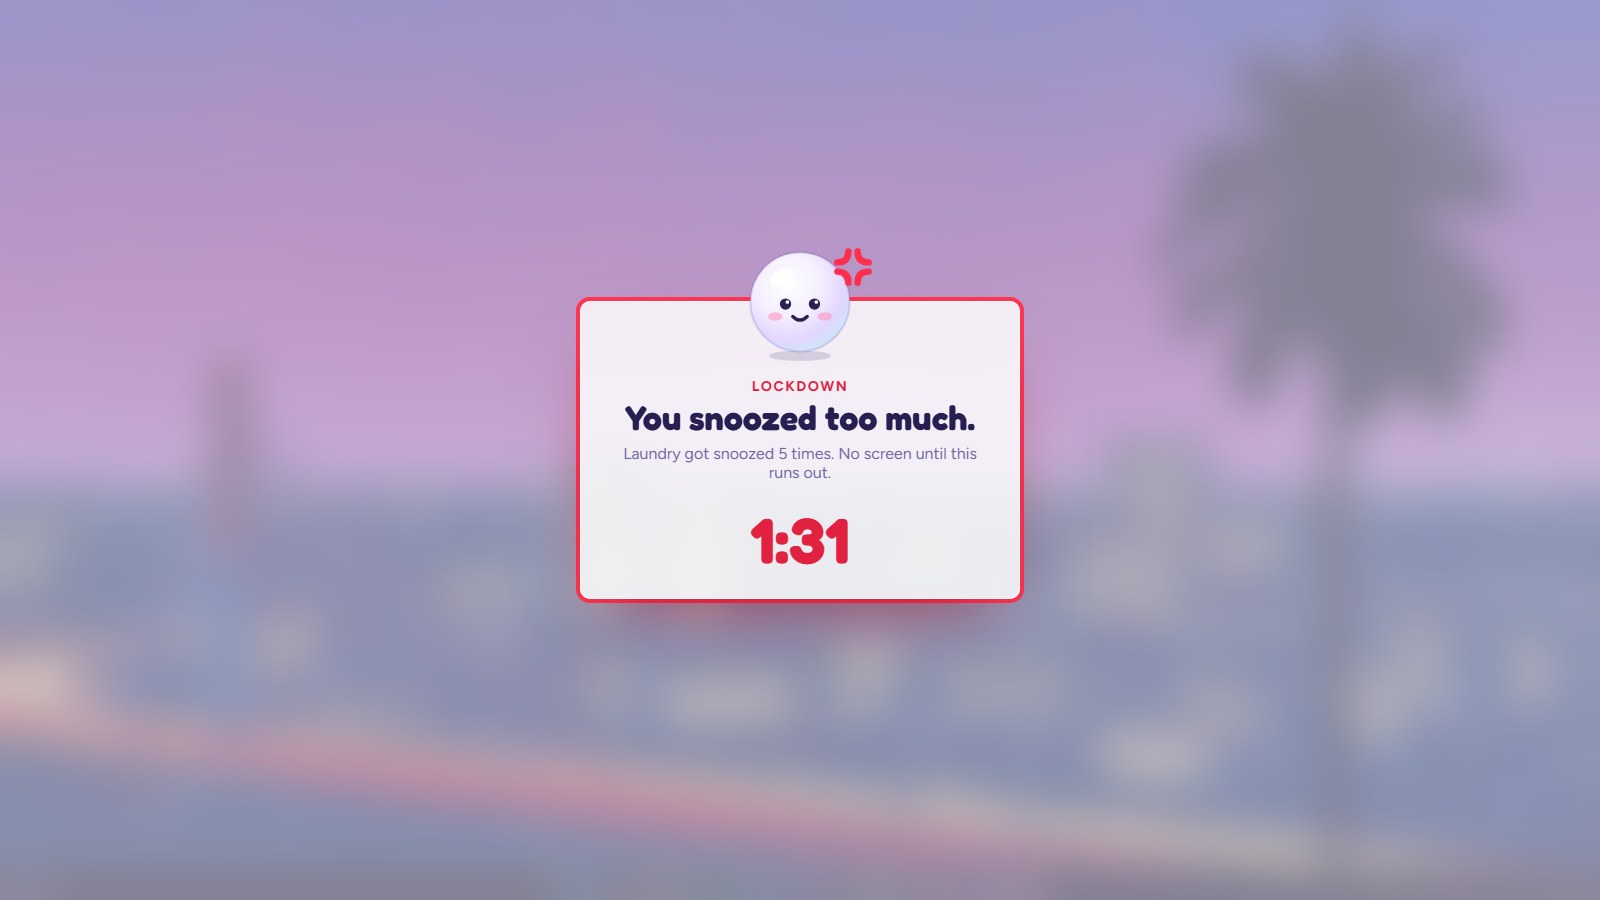 LOCKDOWN
You snoozed too much.
Laundry got snoozed 5 times. No screen until this
runs out.
1:31